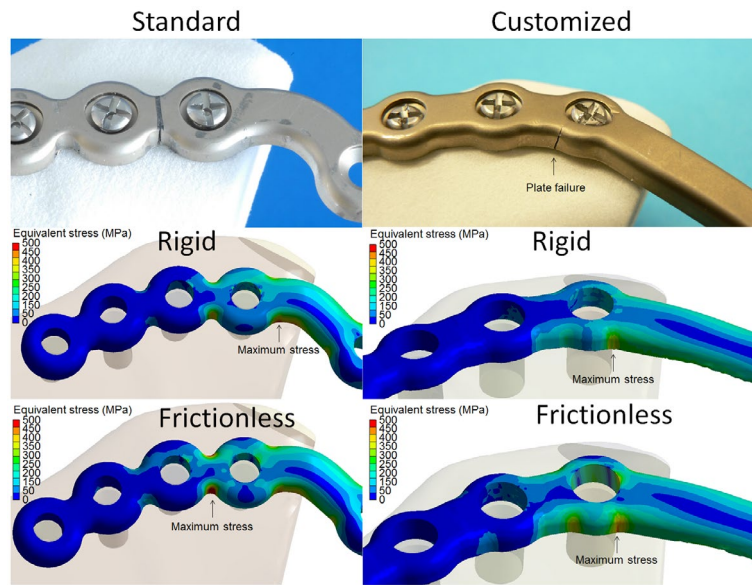 Standard
Customized
Plate failure
Equivalent stress (MPa)
500
450
400
350
300
250
200
150
100
50
0
Rigid
Maximum stress
Equivalent stress (MPa)
500
450
400
350
300
250
200
150
100
50
0
Rigid
Maximum stress
Equivalent stress (MPa)
500
450
400
350
300
250
200
150
100
50
0
Frictionless
Maximum stress
Equivalent stress (MPa)
500
450
400
350
300
250
200
150
100
50
0
Frictionless
Maximum stress